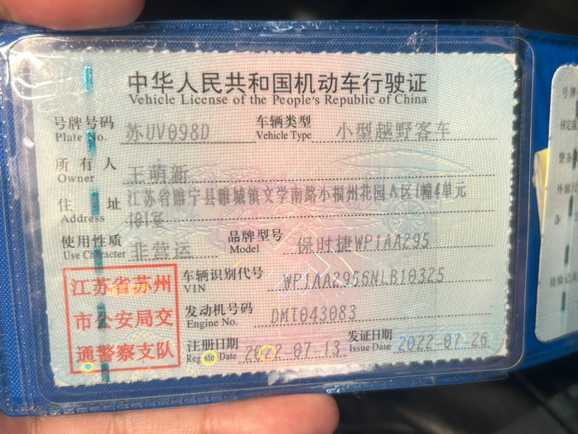 中华人民共和国机动车行驶证
Vehicle License of the People's Republic of China
号牌号码 Plate No. 苏UV098D 车辆类型 Vehicle Type 小型越野客车
所有人 Owner 王萌新
住址 Address 江苏省睢宁县睢城镇文学南路小福州花园A区1幢4单元
101室
使用性质 Use Character 非营运 品牌型号 Model 保时捷WP1AA295
江苏省苏州
市公安局交
通警察支队
车辆识别代号 VIN WP1AA2956NLB10325
发动机号码 Engine No. DMT043083
注册日期 Register Date 2022-07-13 发证日期 Issue Date 2022-07-26